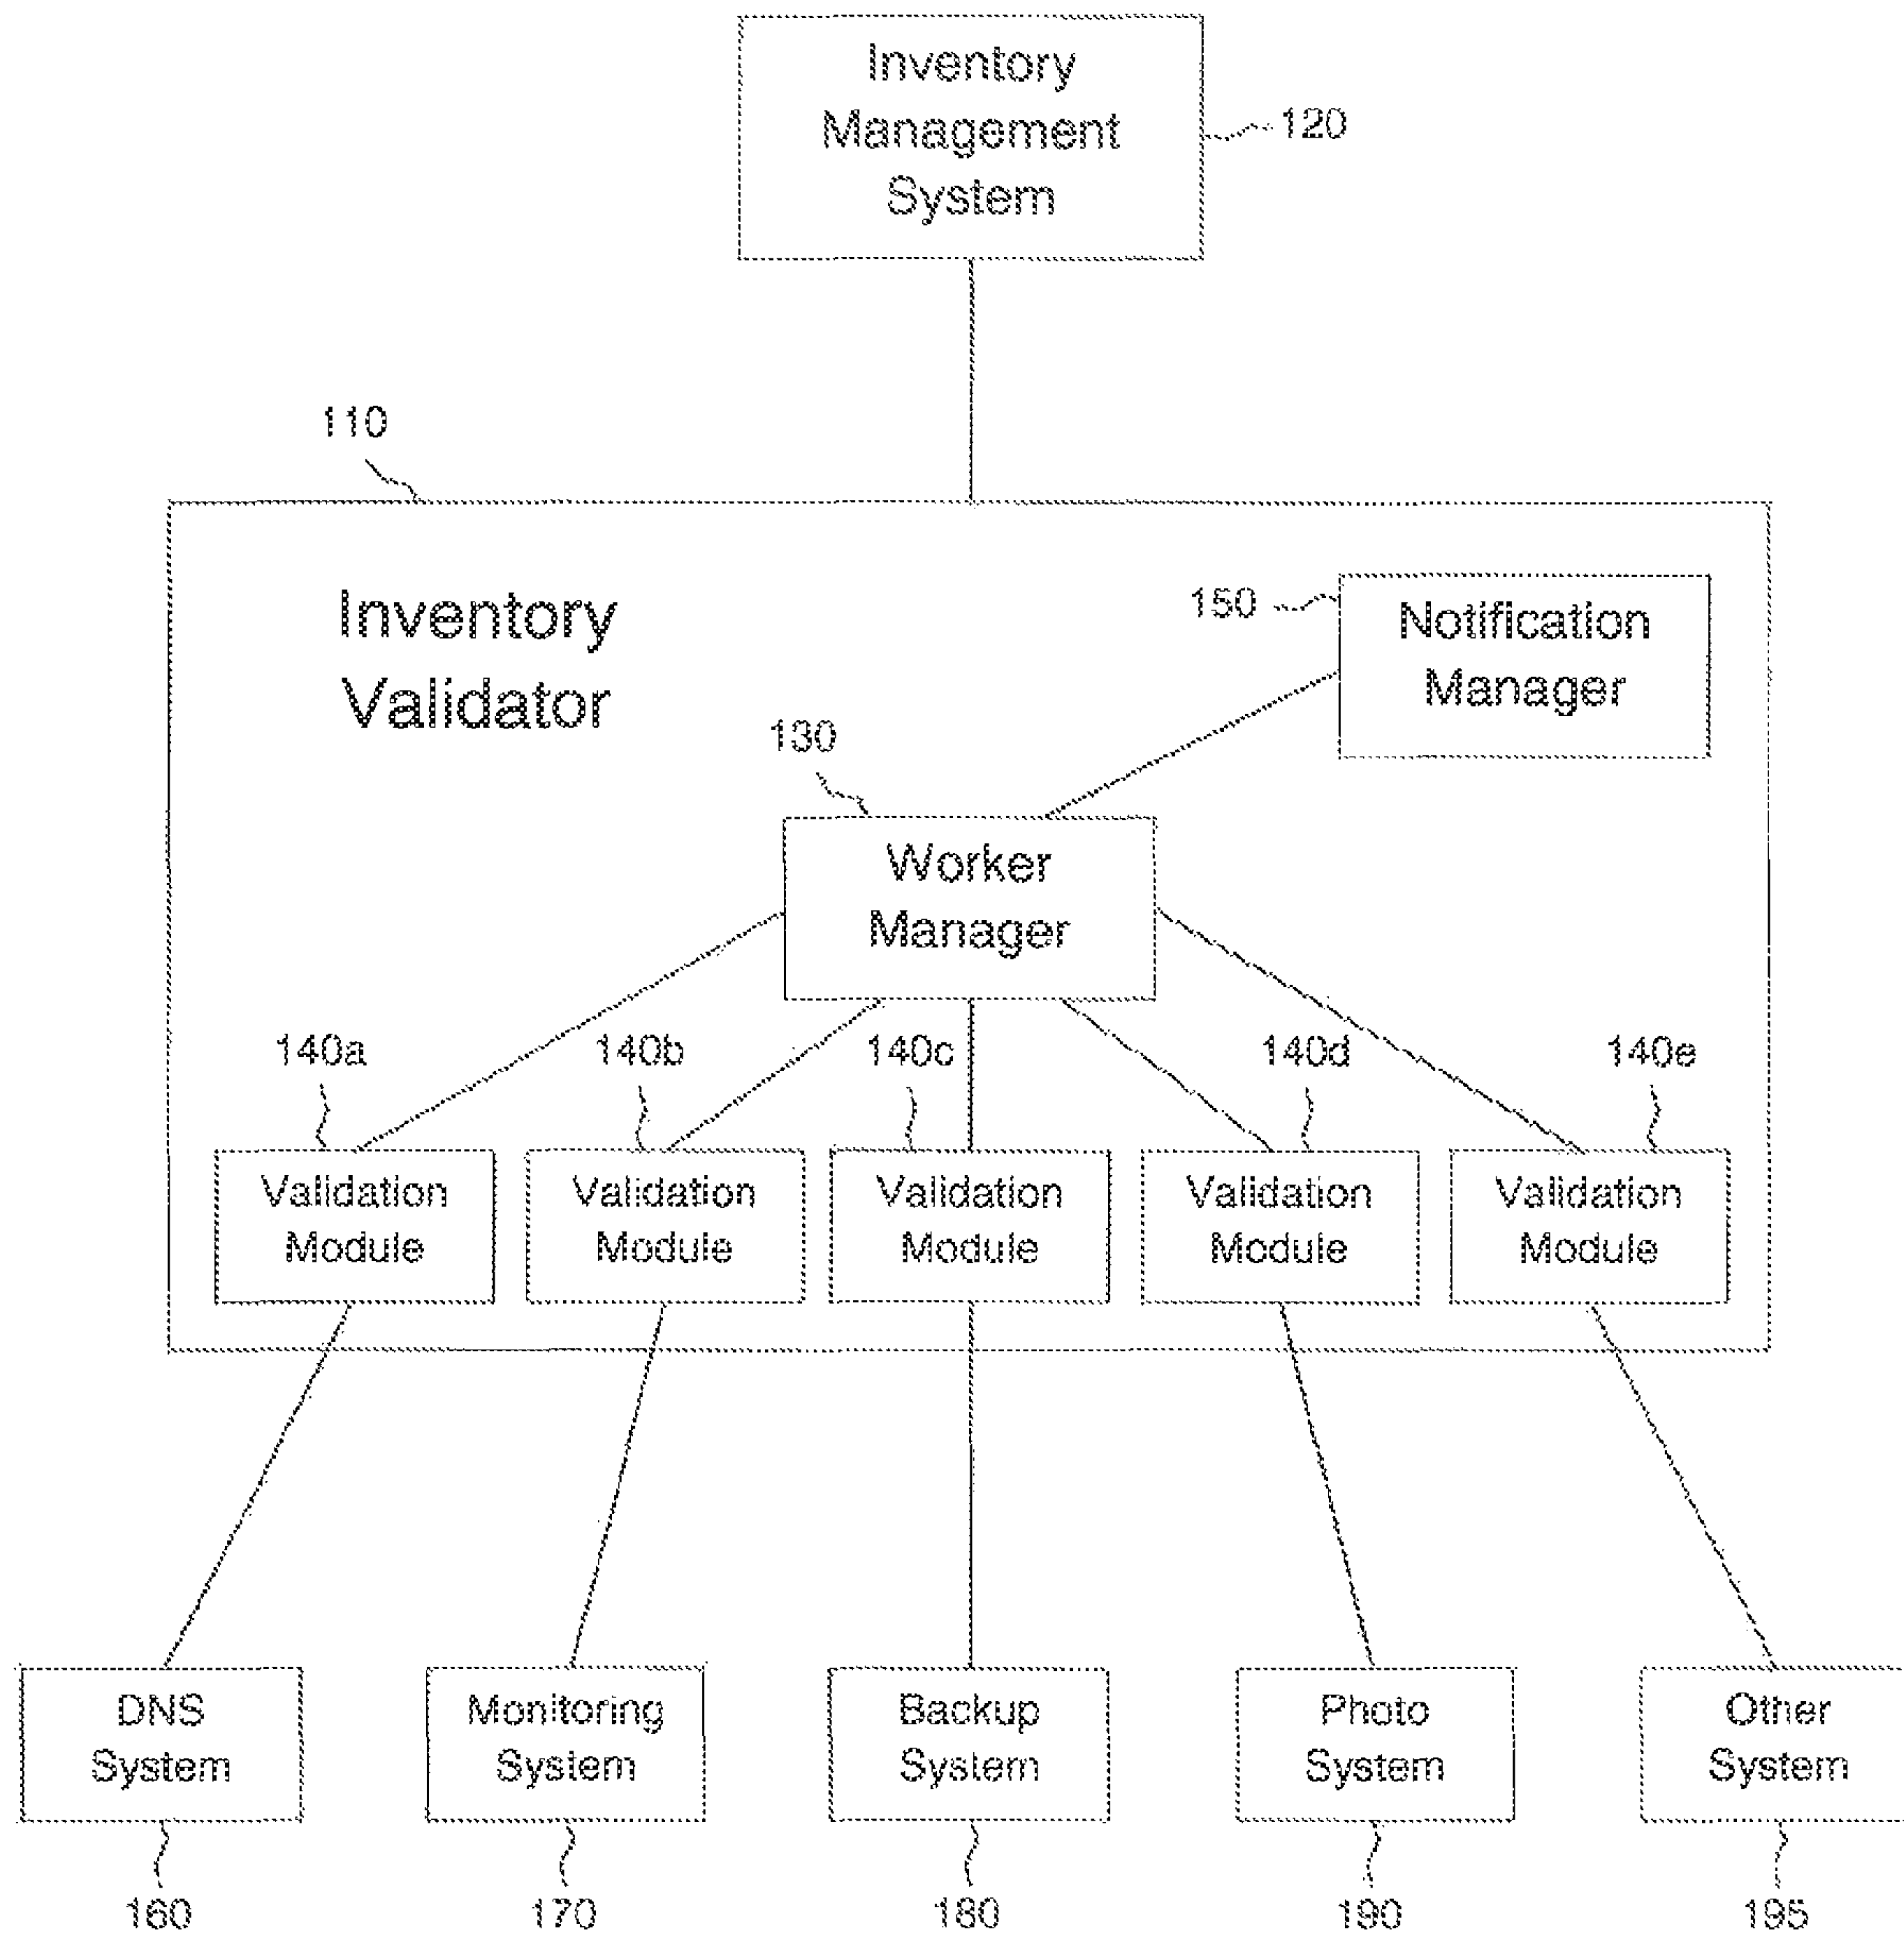 Inventory
Management
System
120
110
Inventory
Validator
150
Notification
Manager
130
Worker
Manager
140a
140b
140c
140d
140e
Validation
Module
Validation
Module
Validation
Module
Validation
Module
Validation
Module
DNS
System
Monitoring
System
Backup
System
Photo
System
Other
System
160
170
180
190
195